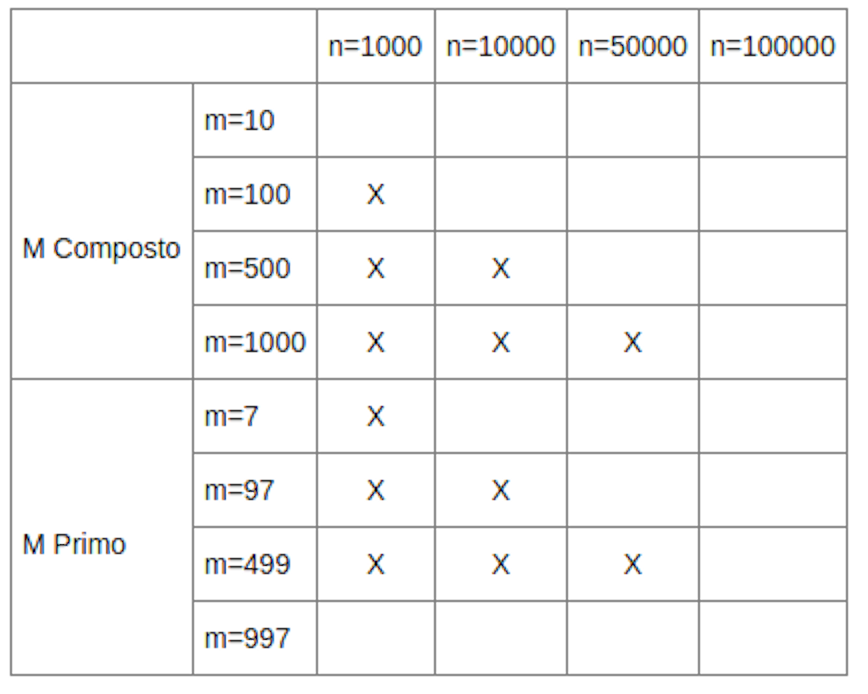 n=1000 n=10000 n=50000 n=100000
m=10
m=100 X
M Composto
m=500 X X
m=1000 X X X
m=7 X
m=97 X X
M Primo
m=499 X X X
m=997